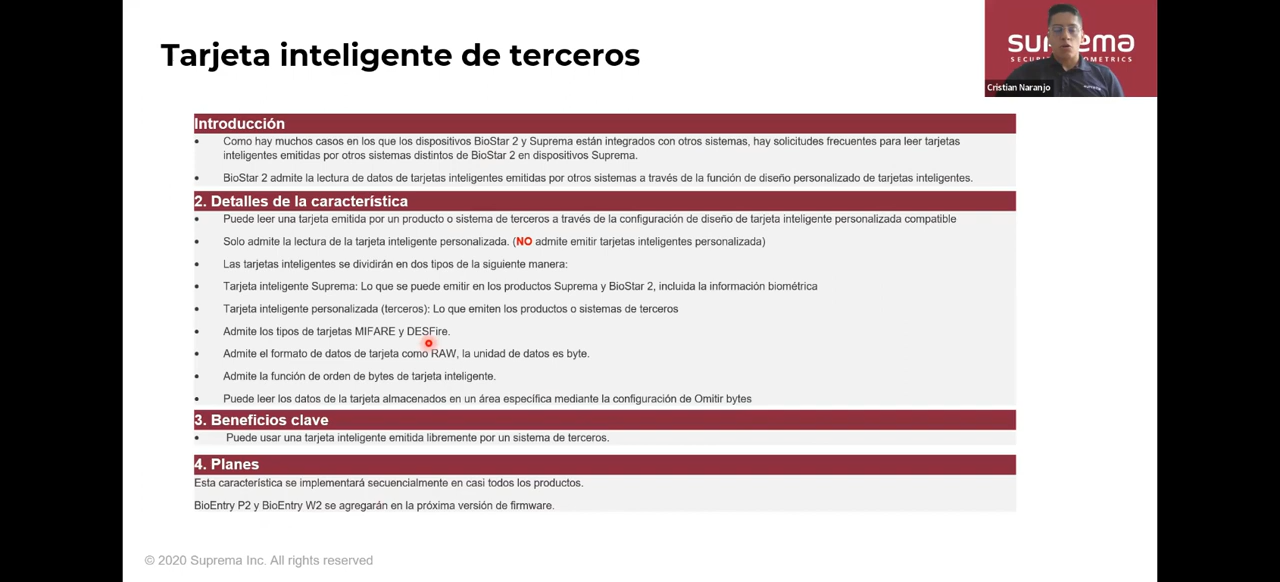 Tarjeta inteligente de terceros
suprema
SECURITY & BIOMETRICS
Cristian Naranjo
Introducción
• Como hay muchos casos en los que los dispositivos BioStar 2 y Suprema están integrados con otros sistemas, hay solicitudes frecuentes para leer tarjetas
inteligentes emitidas por otros sistemas distintos de BioStar 2 en dispositivos Suprema.
• BioStar 2 admite la lectura de datos de tarjetas inteligentes emitidas por otros sistemas a través de la función de diseño personalizado de tarjetas inteligentes.
2. Detalles de la característica
• Puede leer una tarjeta emitida por un producto o sistema de terceros a través de la configuración de diseño de tarjeta inteligente personalizada compatible
• Solo admite la lectura de la tarjeta inteligente personalizada. (NO admite emitir tarjetas inteligentes personalizada)
• Las tarjetas inteligentes se dividirán en dos tipos de la siguiente manera:
• Tarjeta inteligente Suprema: Lo que se puede emitir en los productos Suprema y BioStar 2, incluida la información biométrica
• Tarjeta inteligente personalizada (terceros): Lo que emiten los productos o sistemas de terceros
• Admite los tipos de tarjetas MIFARE y DESFire.
• Admite el formato de datos de tarjeta como RAW, la unidad de datos es byte.
• Admite la función de orden de bytes de tarjeta inteligente.
• Puede leer los datos de la tarjeta almacenados en un área específica mediante la configuración de Omitir bytes
3. Beneficios clave
• Puede usar una tarjeta inteligente emitida libremente por un sistema de terceros.
4. Planes
Esta característica se implementará secuencialmente en casi todos los productos.
BioEntry P2 y BioEntry W2 se agregarán en la próxima versión de firmware.
© 2020 Suprema Inc. All rights reserved